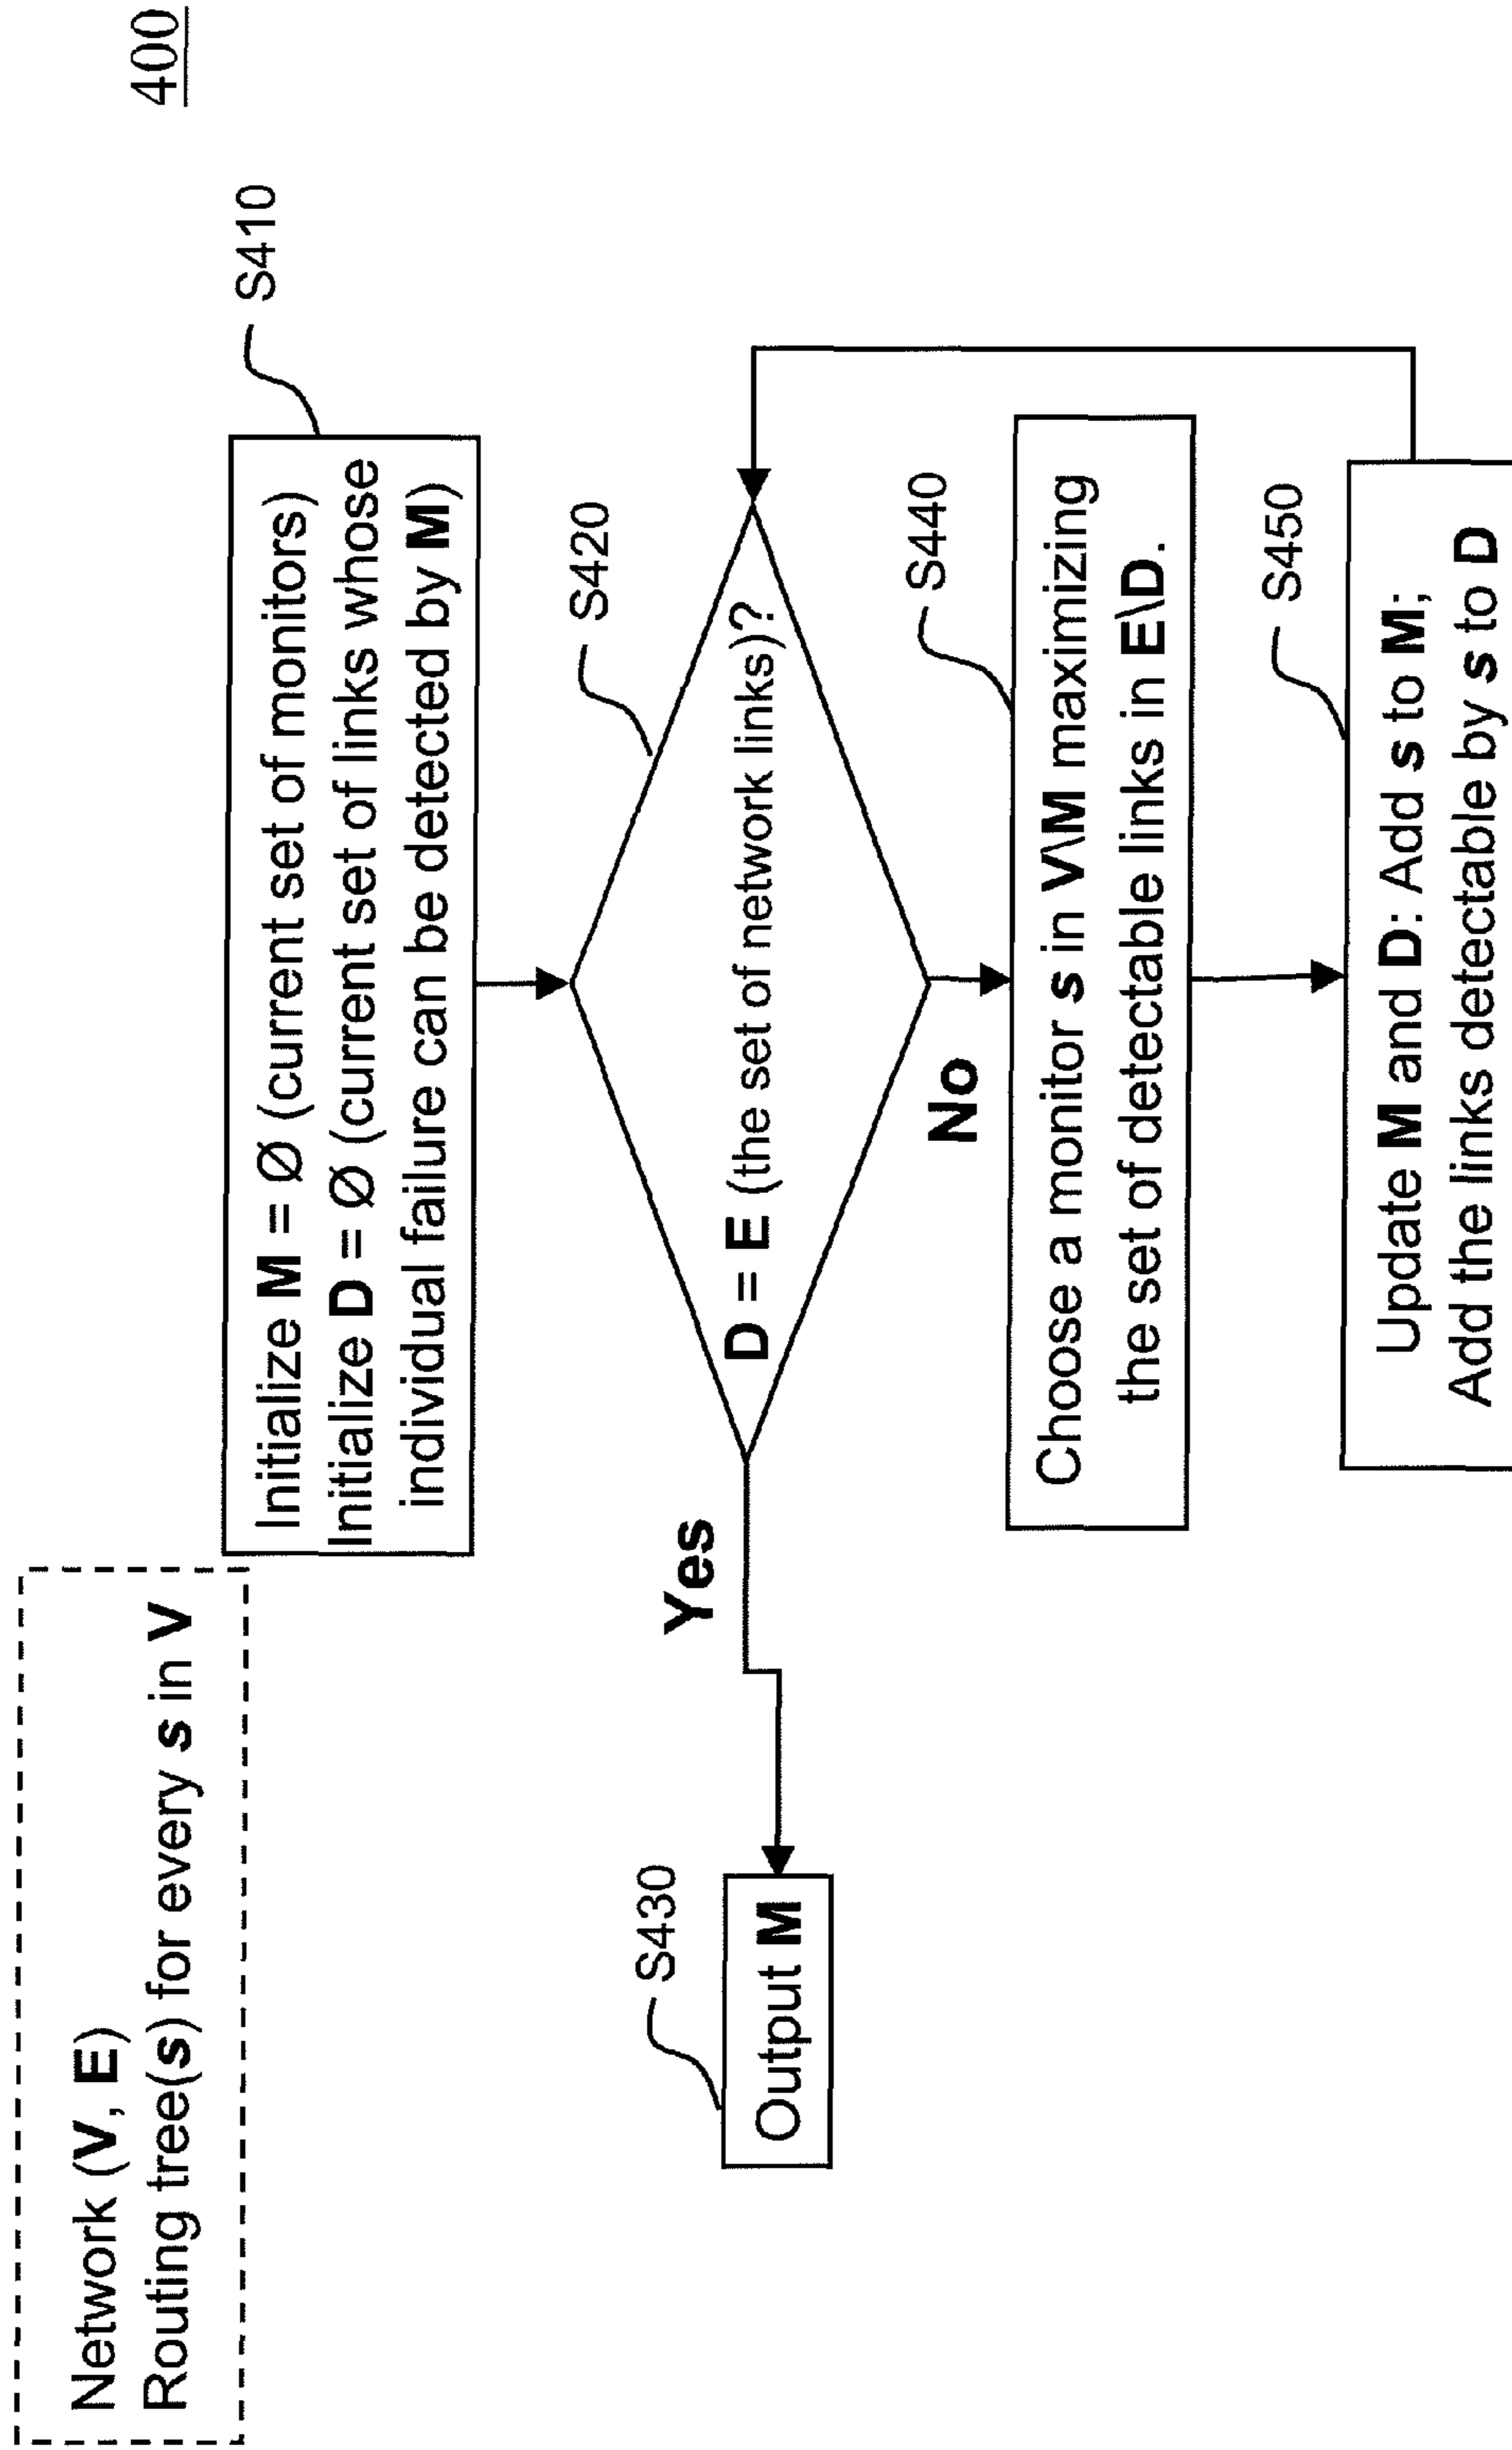 400
Network (V, E)
Routing tree(s) for every s in V
S410
Initialize M = Ø (current set of monitors)
Initialize D = Ø (current set of links whose
individual failure can be detected by M)
S420
D = E (the set of network links)?
Yes
No
S430
Output M
S440
Choose a monitor s in V\M maximizing
the set of detectable links in E\D.
S450
Update M and D: Add s to M;
Add the links detectable by s to D